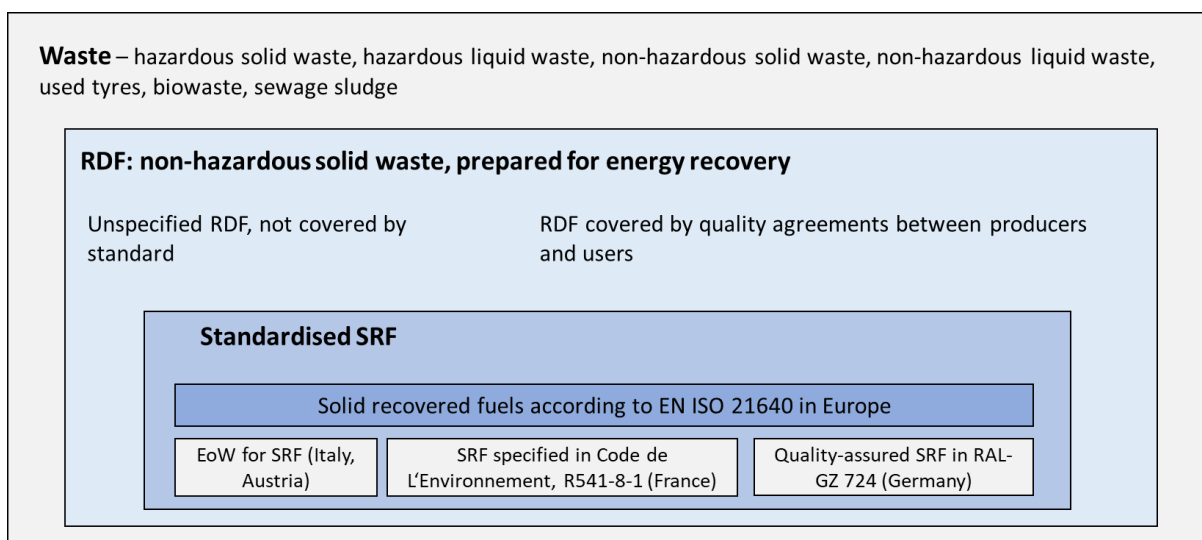 Waste – hazardous solid waste, hazardous liquid waste, non-hazardous solid waste, non-hazardous liquid waste,
used tyres, biowaste, sewage sludge
RDF: non-hazardous solid waste, prepared for energy recovery
Unspecified RDF, not covered by
standard
RDF covered by quality agreements between producers
and users
Standardised SRF
Solid recovered fuels according to EN ISO 21640 in Europe
EoW for SRF (Italy,
Austria)
SRF specified in Code de
L‘Environnement, R541-8-1 (France)
Quality-assured SRF in RAL-
GZ 724 (Germany)